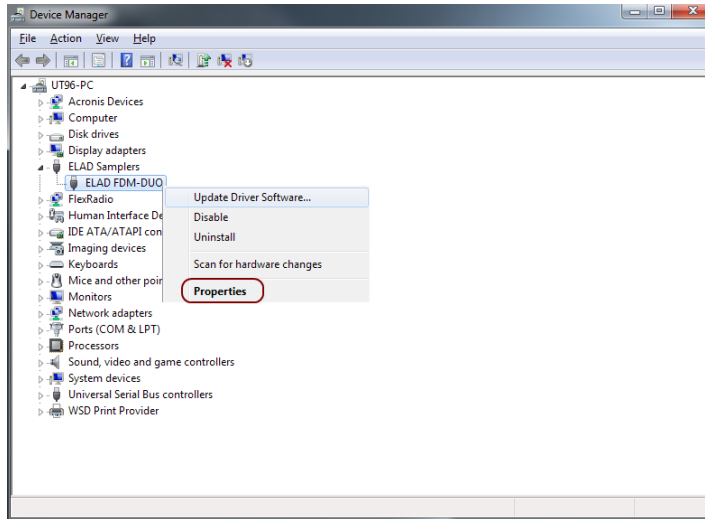 Device Manager
File Action View Help
UT96-PC
Acronis Devices
Computer
Disk drives
Display adapters
ELAD Samplers
ELAD FDM-DUO
Update Driver Software...
FlexRadio
Disable
Human Interface De
Uninstall
IDE ATA/ATAPI con
Imaging devices
Scan for hardware changes
Keyboards
Mice and other poin
Properties
Monitors
Network adapters
Ports (COM & LPT)
Processors
Sound, video and game controllers
System devices
Universal Serial Bus controllers
WSD Print Provider